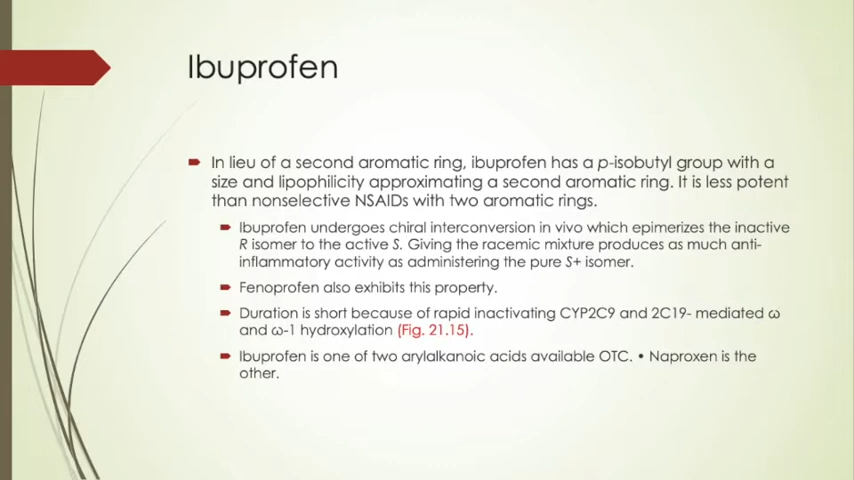 Ibuprofen
In lieu of a second aromatic ring, ibuprofen has a p-isobutyl group with a
size and lipophilicity approximating a second aromatic ring. It is less potent
than nonselective NSAIDs with two aromatic rings.
Ibuprofen undergoes chiral interconversion in vivo which epimerizes the inactive
R isomer to the active S. Giving the racemic mixture produces as much anti-
inflammatory activity as administering the pure S+ isomer.
Fenoprofen also exhibits this property.
Duration is short because of rapid inactivating CYP2C9 and 2C19- mediated ω
and ω-1 hydroxylation (Fig. 21.15).
Ibuprofen is one of two arylalkanoic acids available OTC. • Naproxen is the
other.